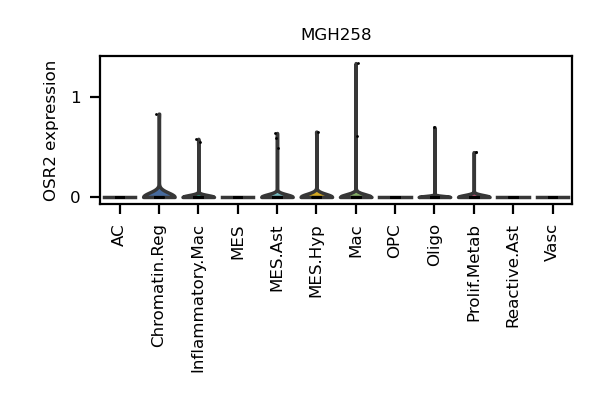 MGH258
OSR2 expression
1
0
AC
Chromatin.Reg
Inflammatory.Mac
MES
MES.Ast
MES.Hyp
Mac
OPC
Oligo
Prolif.Metab
Reactive.Ast
Vasc